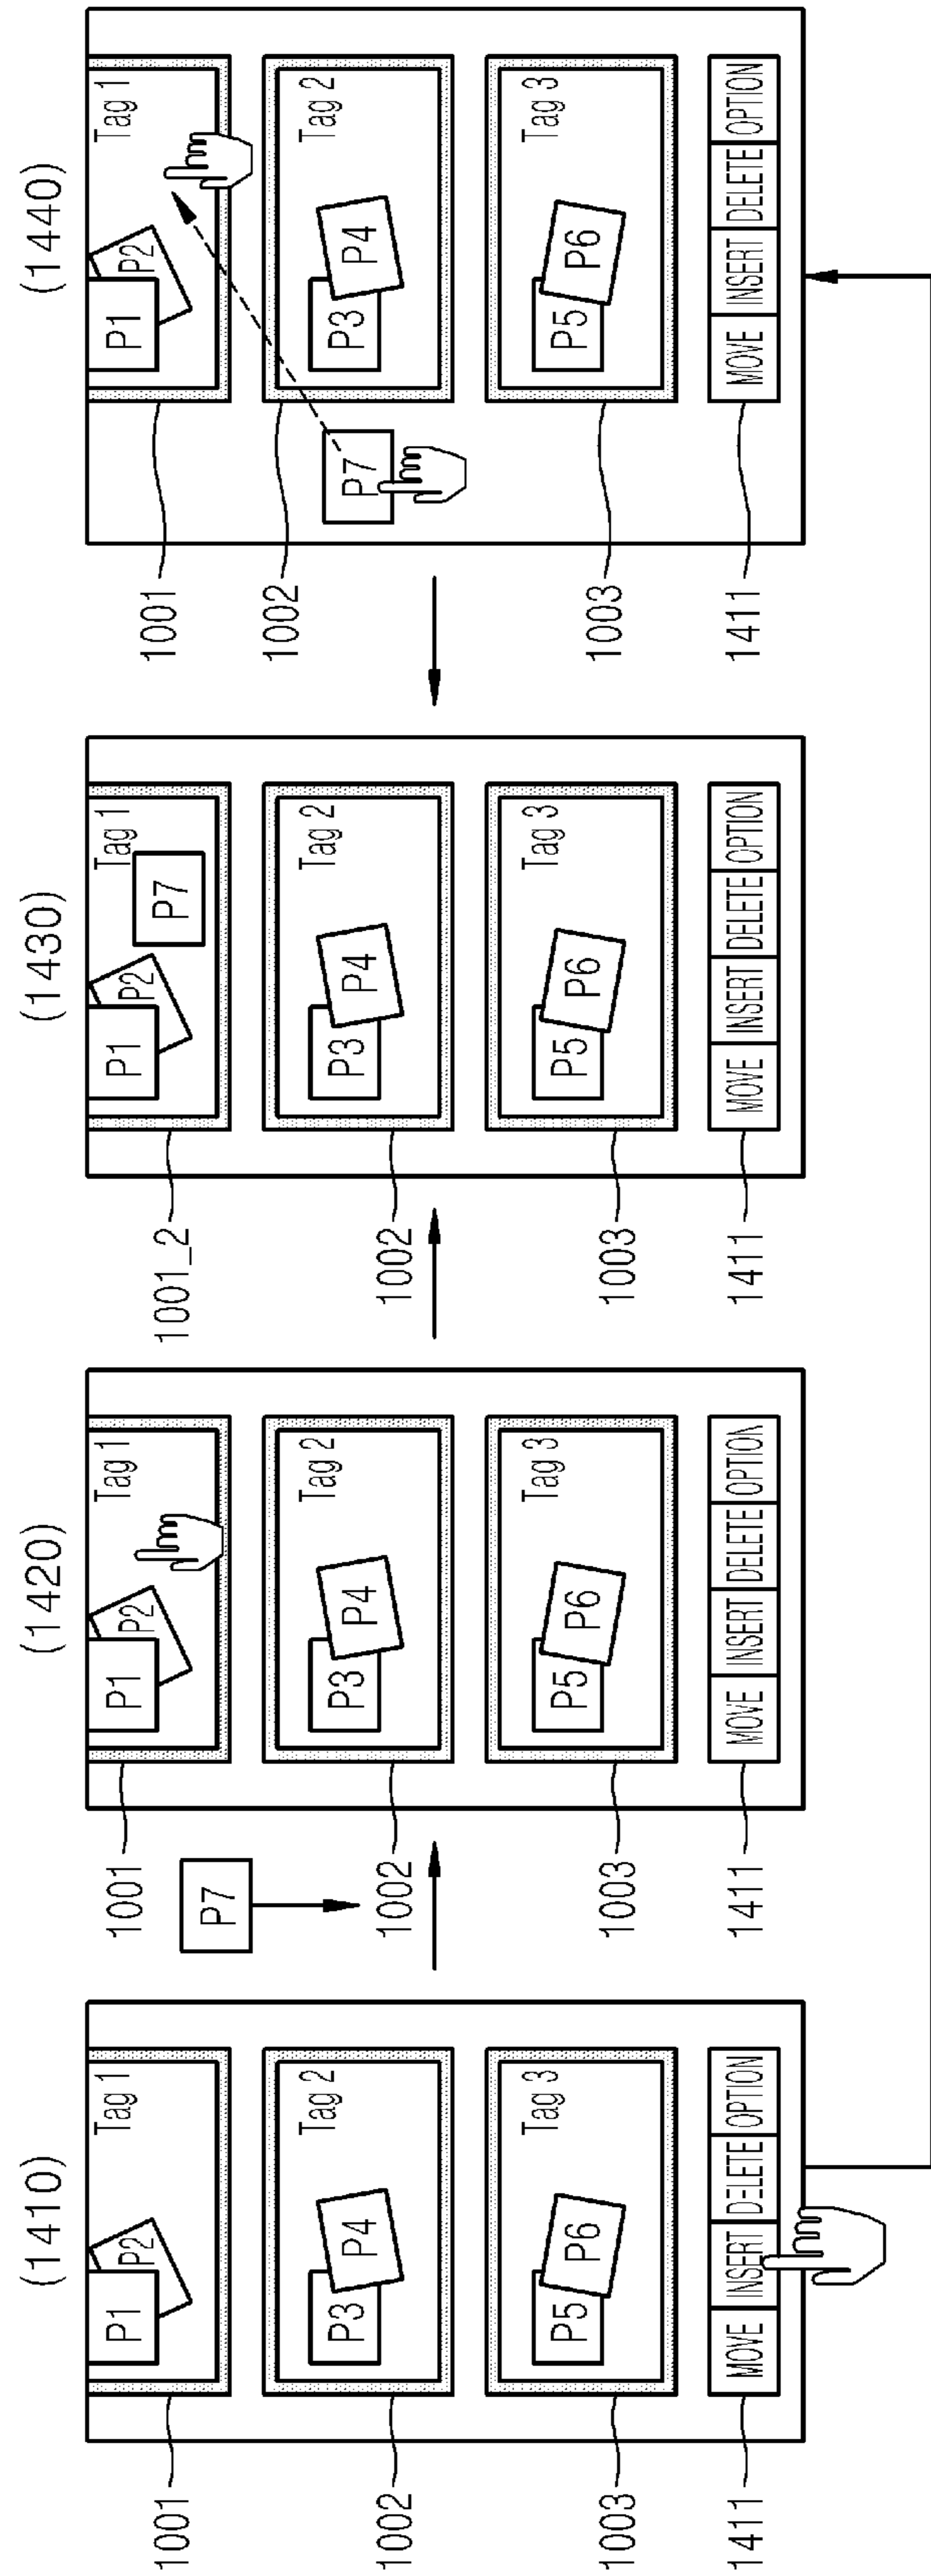 (1410)
Tag 1
P1
P2
1001
Tag 2
P3
P4
1002
Tag 3
P5
P6
1003
MOVE INSERT DELETE OPTION
1411
P7
(1420)
Tag 1
P1
P2
1001
Tag 2
P3
P4
1002
Tag 3
P5
P6
1003
MOVE INSERT DELETE OPTION
1411
(1430)
Tag 1
P1
P2
P7
1001_2
Tag 2
P3
P4
1002
Tag 3
P5
P6
1003
MOVE INSERT DELETE OPTION
1411
(1440)
Tag 1
P1
P2
1001
Tag 2
P3
P4
1002
P7
Tag 3
P5
P6
1003
MOVE INSERT DELETE OPTION
1411